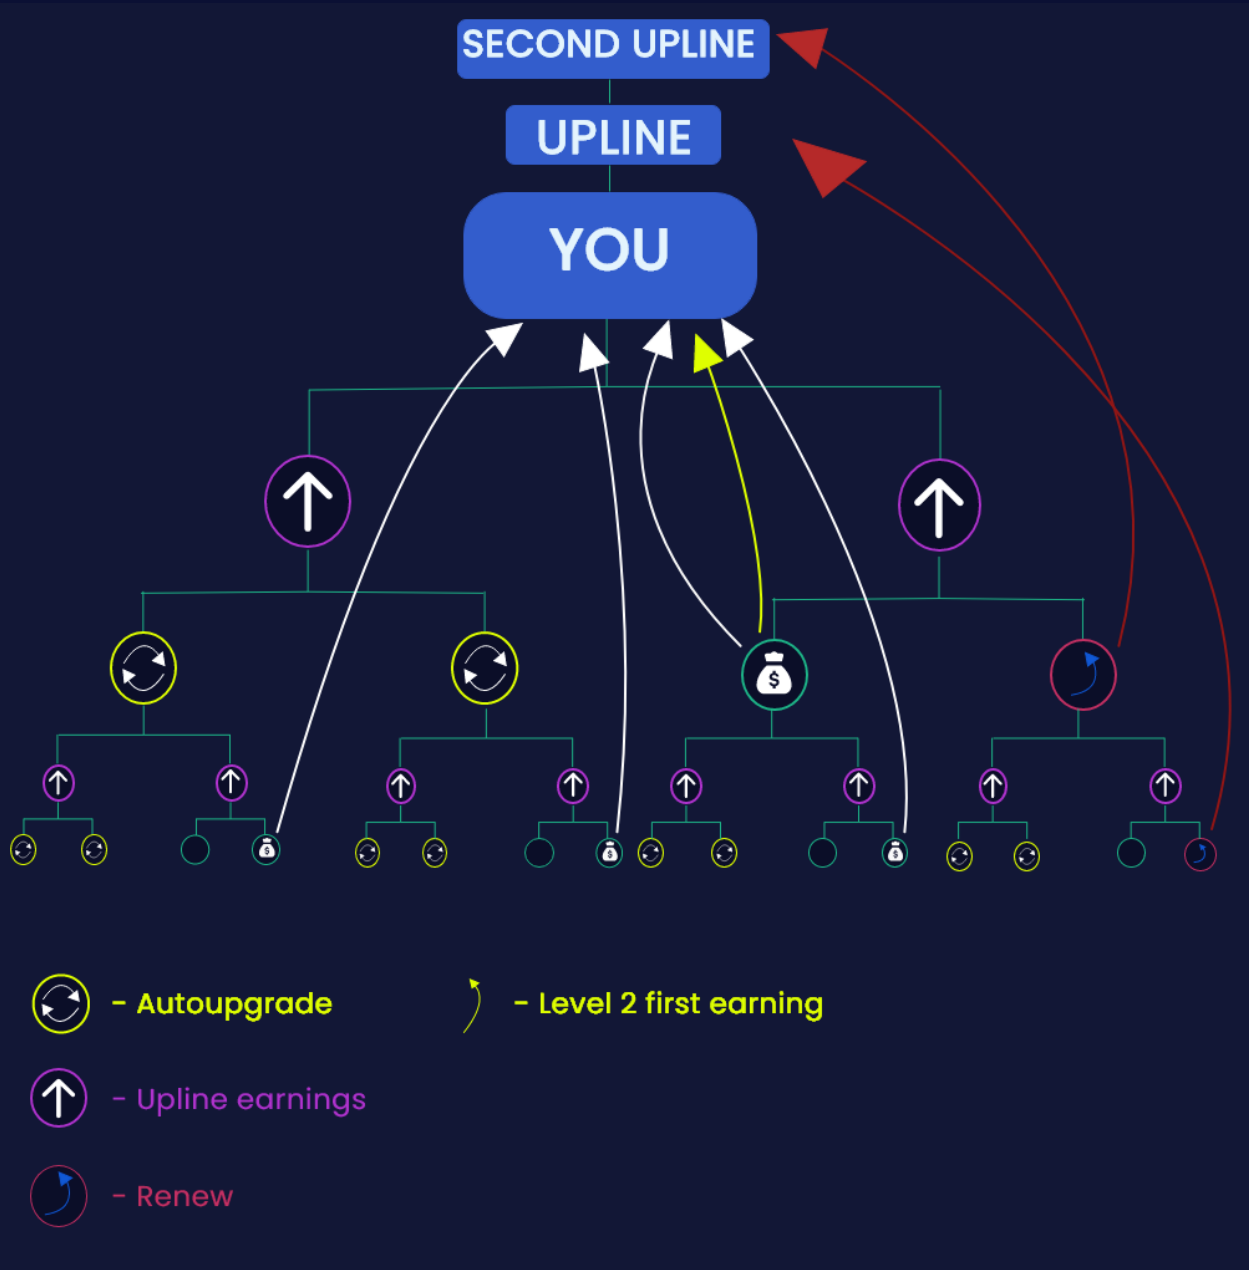 SECOND UPLINE
UPLINE
YOU
$
$
$
$
- Autoupgrade
- Level 2 first earning
- Upline earnings
- Renew